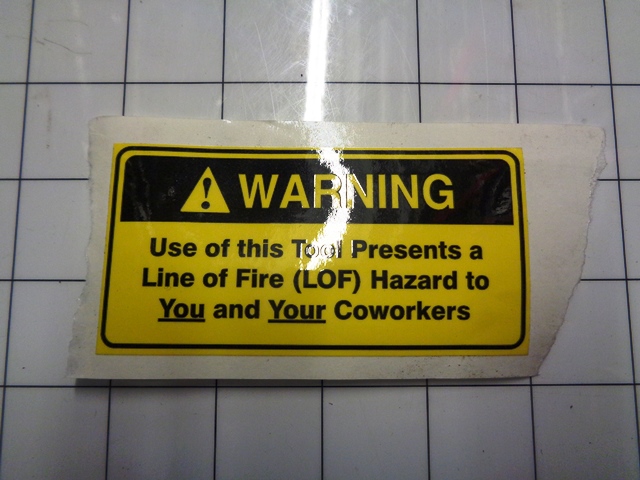 WARNING
Use of this Tool Presents a
Line of Fire (LOF) Hazard to
You and Your Coworkers